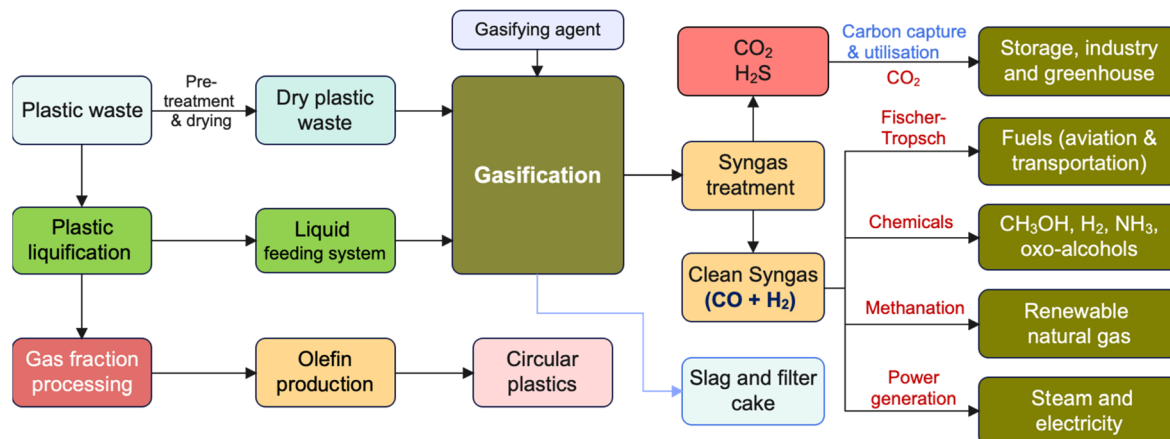 Gasifying agent
Plastic waste
Pre-
treatment
& drying
Dry plastic
waste
Gasification
CO₂
H₂S
Carbon capture
& utilisation
CO₂
Storage, industry
and greenhouse
Syngas
treatment
Fischer-
Tropsch
Fuels (aviation &
transportation)
Plastic
liquification
Liquid
feeding system
Clean Syngas
(CO + H₂)
Chemicals
CH₃OH, H₂, NH₃,
oxo-alcohols
Methanation
Renewable
natural gas
Gas fraction
processing
Olefin
production
Circular
plastics
Slag and filter
cake
Power
generation
Steam and
electricity